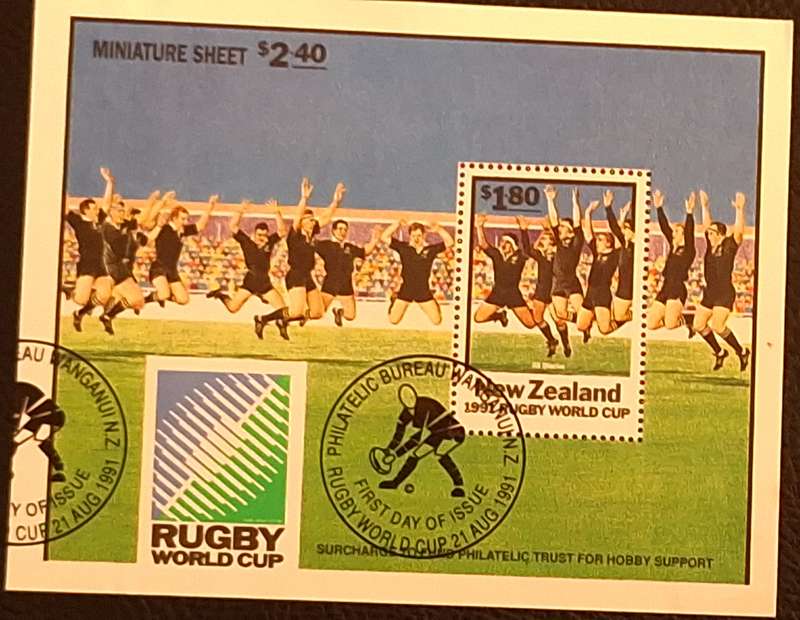 MINIATURE SHEET $2.40
$1.80
New Zealand
1991 RUGBY WORLD CUP
RUGBY
WORLD CUP
PHILATELIC BUREAU WANGANUI N.Z.
FIRST DAY OF ISSUE
RUGBY WORLD CUP 21 AUG 1991
EAU WANGANUI N.Z.
Y OF ISSUE
CUP 21 AUG 1991
SURCHARGE TO FUND PHILATELIC TRUST FOR HOBBY SUPPORT